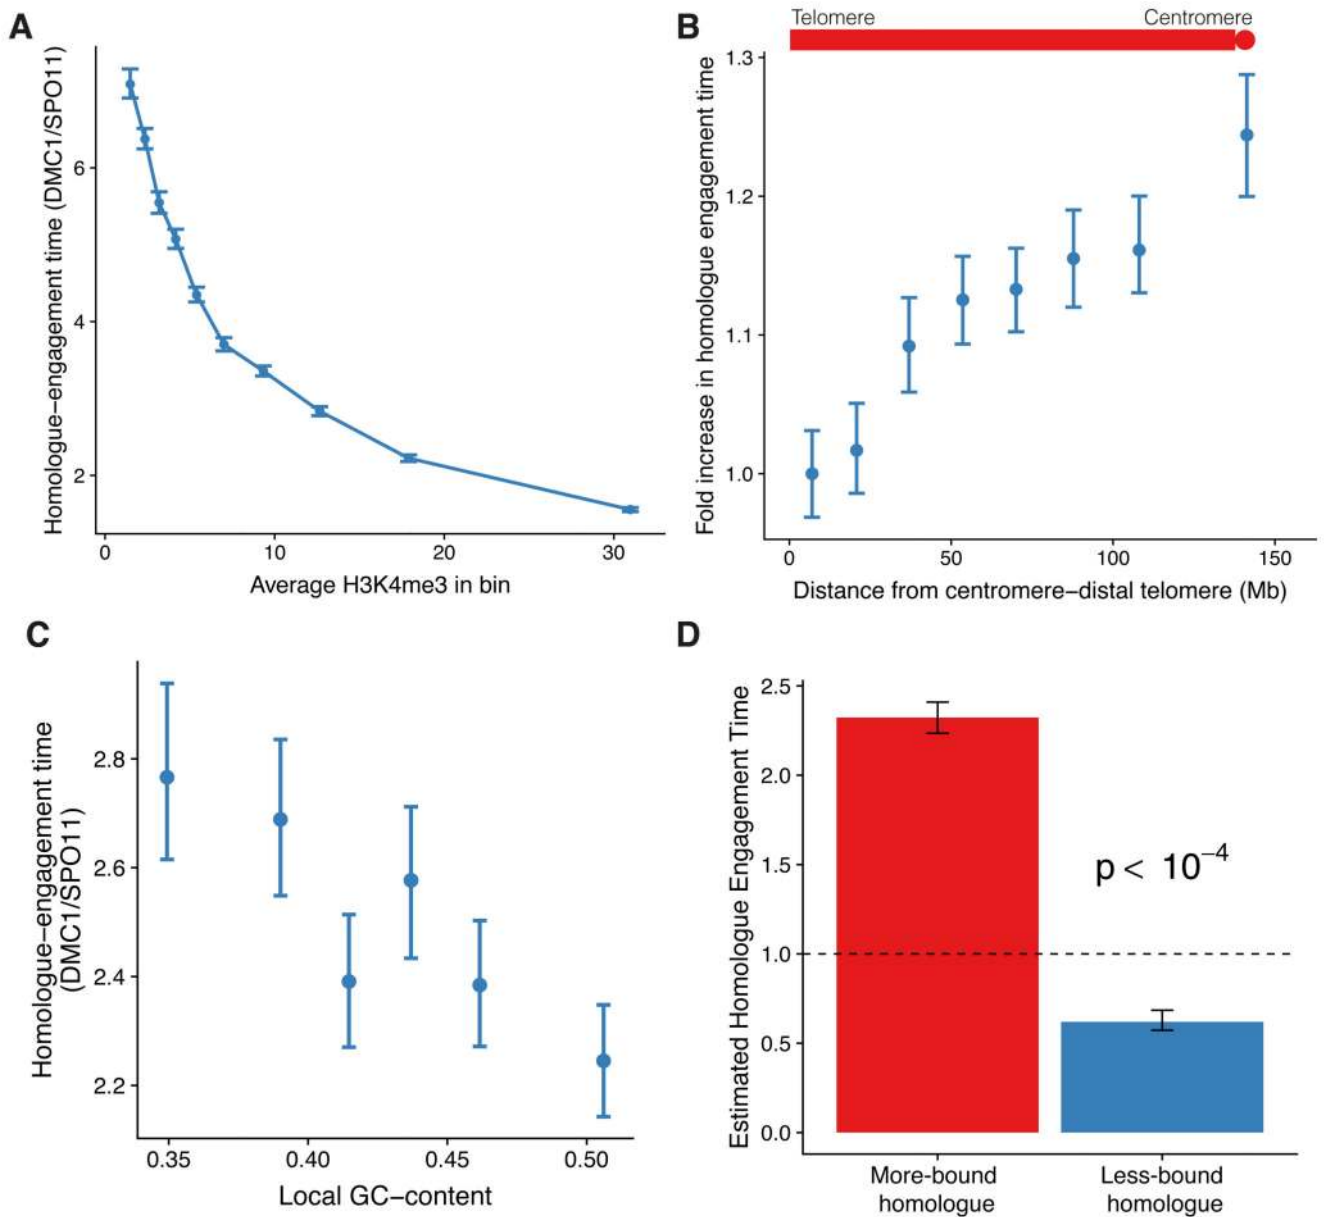 A
Homologue−engagement time (DMC1/SPO11)
6
4
2
0 10 20 30
Average H3K4me3 in bin
B
Telomere Centromere
Fold increase in homologue engagement time
1.3
1.2
1.1
1.0
0 50 100 150
Distance from centromere−distal telomere (Mb)
C
Homologue−engagement time
(DMC1/SPO11)
2.8
2.6
2.4
2.2
0.35 0.40 0.45 0.50
Local GC−content
D
Estimated Homologue Engagement Time
2.5
2.0
1.5
1.0
0.5
0.0
p < 10⁻⁴
More-bound
homologue
Less-bound
homologue